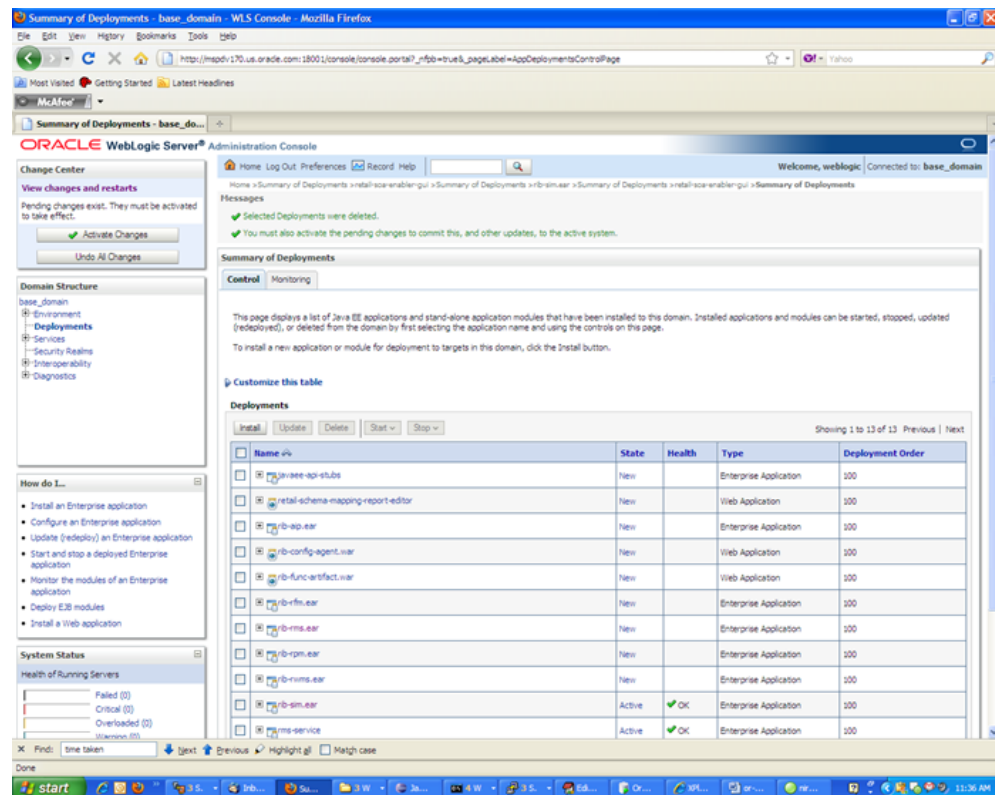 Summary of Deployments - base_domain - WLS Console - Mozilla Firefox
File Edit View History Bookmarks Tools Help
http://mspdv170.us.oracle.com:18001/console/console.portal?_nfpb=true&_pageLabel=AppDeploymentsControlPage
Yahoo
Most Visited Getting Started Latest Headlines
McAfee
Summary of Deployments - base_do...
ORACLE WebLogic Server® Administration Console
Change Center
View changes and restarts
Pending changes exist. They must be activated to take effect.
Activate Changes
Undo All Changes
Domain Structure
base_domain
Environment
Deployments
Services
Security Realms
Interoperability
Diagnostics
How do I...
Install an Enterprise application
Configure an Enterprise application
Update (redeploy) an Enterprise application
Start and stop a deployed Enterprise application
Monitor the modules of an Enterprise application
Deploy EJB modules
Install a Web application
System Status
Health of Running Servers
Failed (0)
Critical (0)
Overloaded (0)
Warning (0)
Home Log Out Preferences Record Help
Welcome, weblogic Connected to: base_domain
Home >Summary of Deployments >retail-soa-enabler-gui >Summary of Deployments >rib-sim.ear >Summary of Deployments >retail-soa-enabler-gui >Summary of Deployments
Messages
Selected Deployments were deleted.
You must also activate the pending changes to commit this, and other updates, to the active system.
Summary of Deployments
Control Monitoring
This page displays a list of Java EE applications and stand-alone application modules that have been installed to this domain. Installed applications and modules can be started, stopped, updated
(redeployed), or deleted from the domain by first selecting the application name and using the controls on this page.
To install a new application or module for deployment to targets in this domain, click the Install button.
Customize this table
Deployments
Install Update Delete Start Stop
Showing 1 to 13 of 13 Previous | Next
Name State Health Type Deployment Order
javaee-api-stubs New Enterprise Application 100
retail-schema-mapping-report-editor New Web Application 100
rib-aip.ear New Enterprise Application 100
rib-config-agent.war New Web Application 100
rib-func-artifact.war New Web Application 100
rib-rfm.ear New Enterprise Application 100
rib-rms.ear New Enterprise Application 100
rib-rpm.ear New Enterprise Application 100
rib-rwms.ear New Enterprise Application 100
rib-sim.ear Active OK Enterprise Application 100
rms-service Active OK Enterprise Application 100
Find: time taken Next Previous Highlight all Match case
Done
start 3 S. Inb... Su... 3 W Ja... 4 W 3 S. Edi... Or... XPL... or-... nr... 11:36 AM